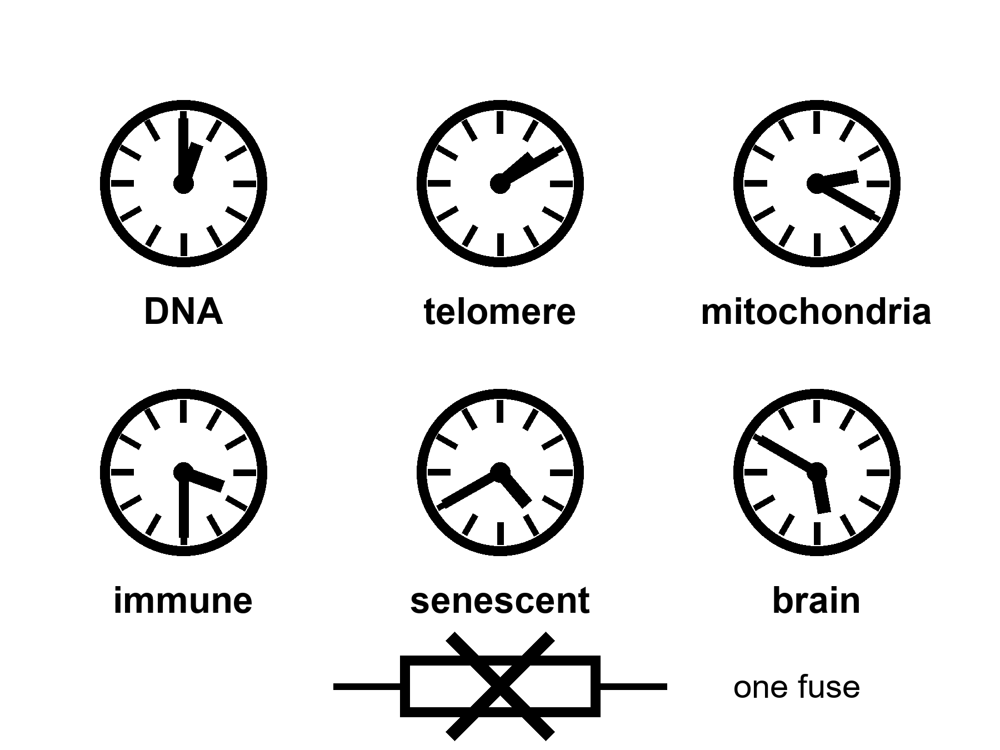 DNA
telomere
mitochondria
immune
senescent
brain
one fuse